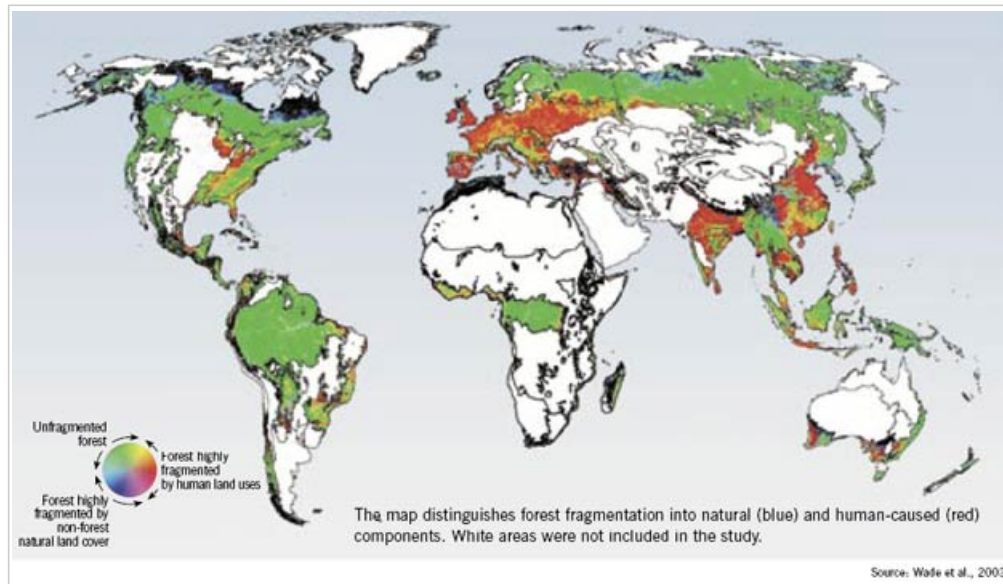 Unfragmented
forest
Forest highly
fragmented
by human land uses
Forest highly
fragmented by
non-forest
natural land cover
The map distinguishes forest fragmentation into natural (blue) and human-caused (red)
components. White areas were not included in the study.
Source: Wade et al., 2003